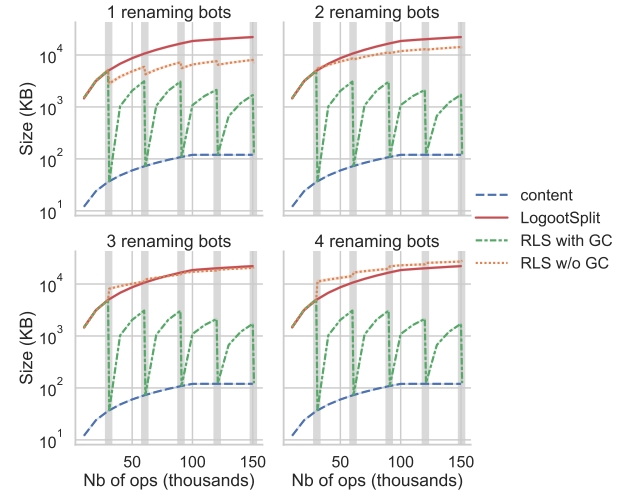 1 renaming bots
2 renaming bots
10^4
10^3
10^2
10^1
Size (KB)
content
LogootSplit
RLS with GC
RLS w/o GC
3 renaming bots
4 renaming bots
10^4
10^3
10^2
10^1
Size (KB)
50 100 150
50 100 150
Nb of ops (thousands)
Nb of ops (thousands)